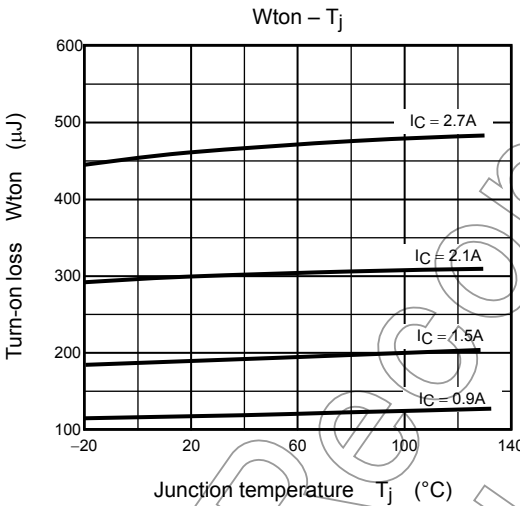 Wton – Tj
600
500
400
300
200
100
–20
20
60
100
140
Turn-on loss Wton (μJ)
Junction temperature Tj (°C)
IC = 2.7A
IC = 2.1A
IC = 1.5A
IC = 0.9A